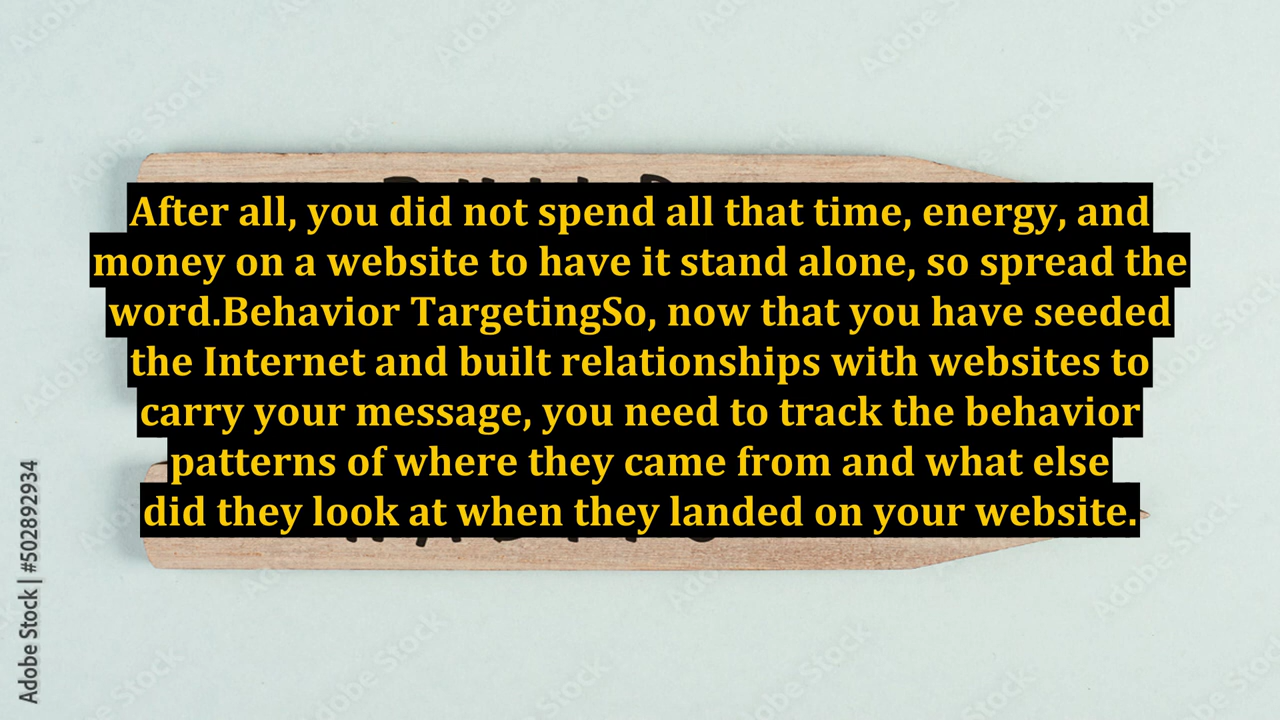 After all, you did not spend all that time, energy, and
money on a website to have it stand alone, so spread the
word.Behavior TargetingSo, now that you have seeded
the Internet and built relationships with websites to
carry your message, you need to track the behavior
patterns of where they came from and what else
did they look at when they landed on your website.
Adobe Stock | #502892934